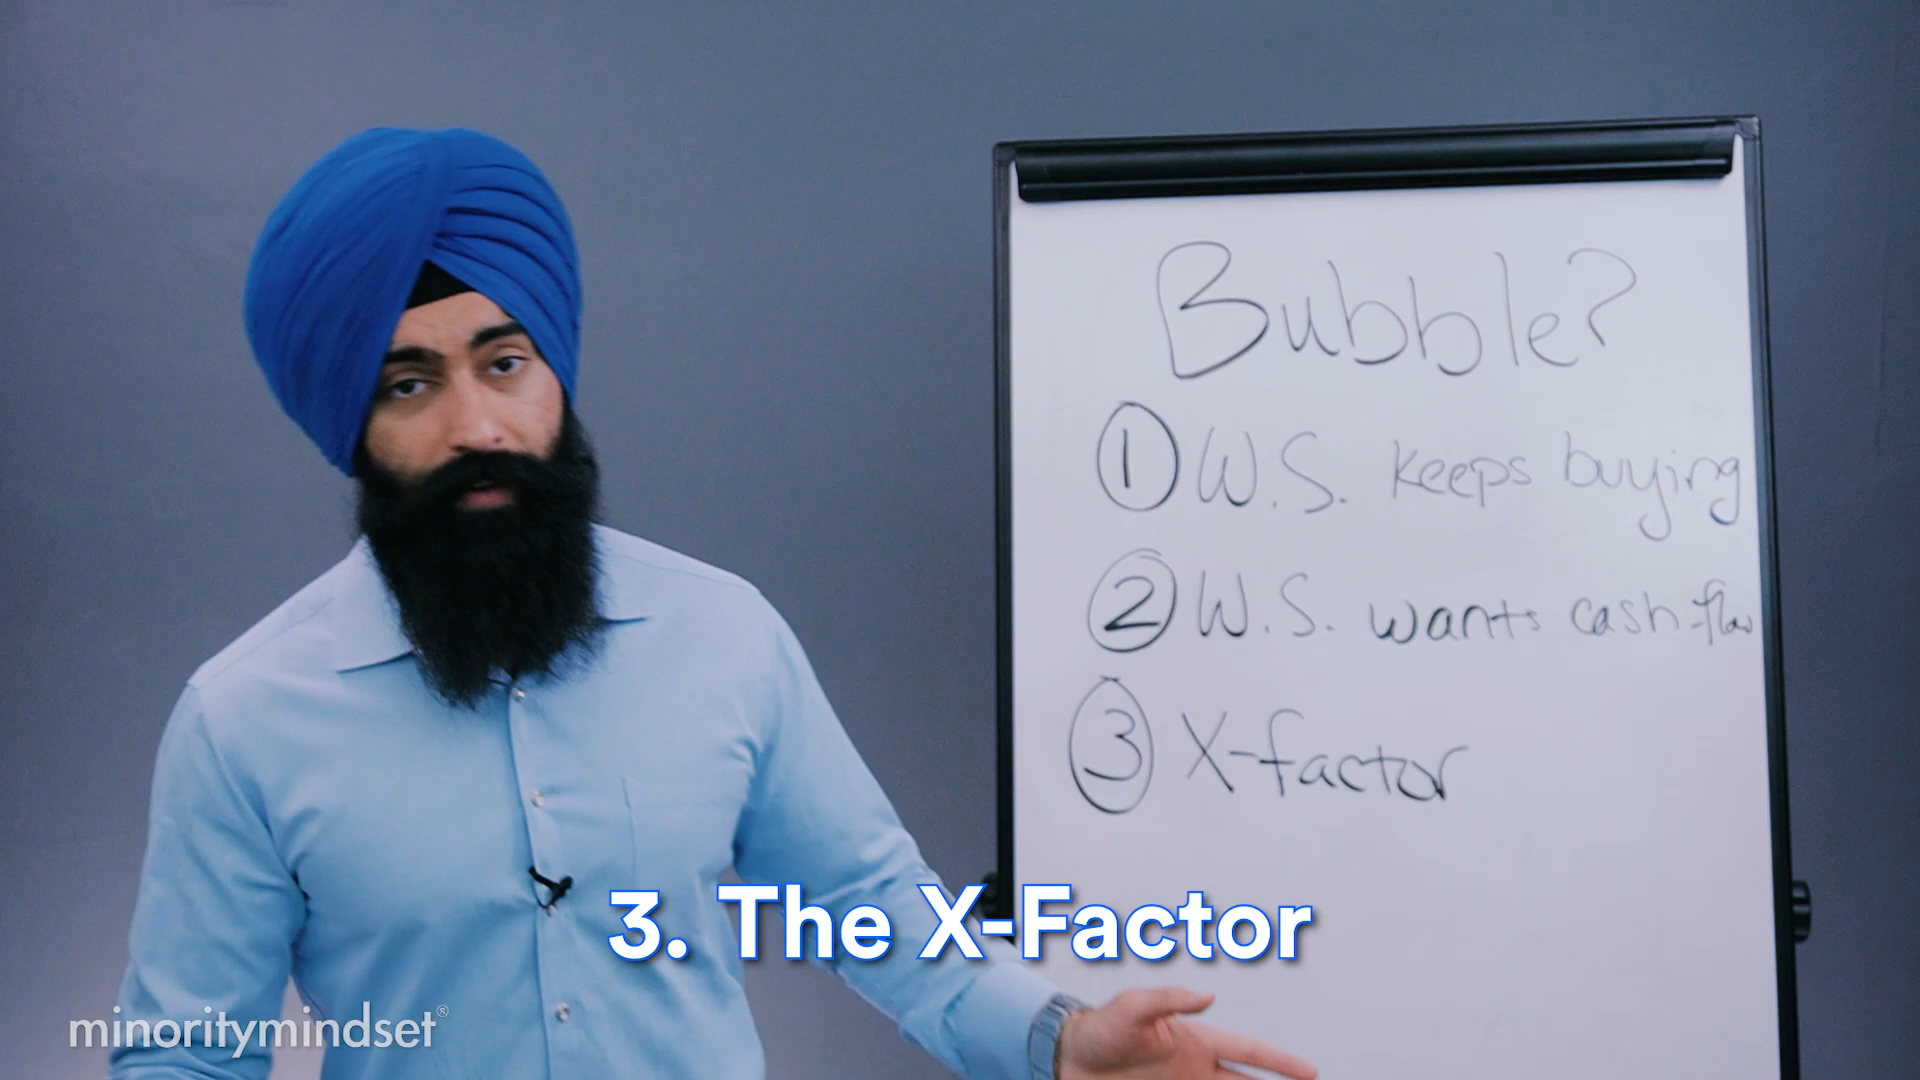 Bubble?
1 W.S. keeps buying
2 W.S. wants cash-flow
3 X-factor
3. The X-Factor
minoritymindset®